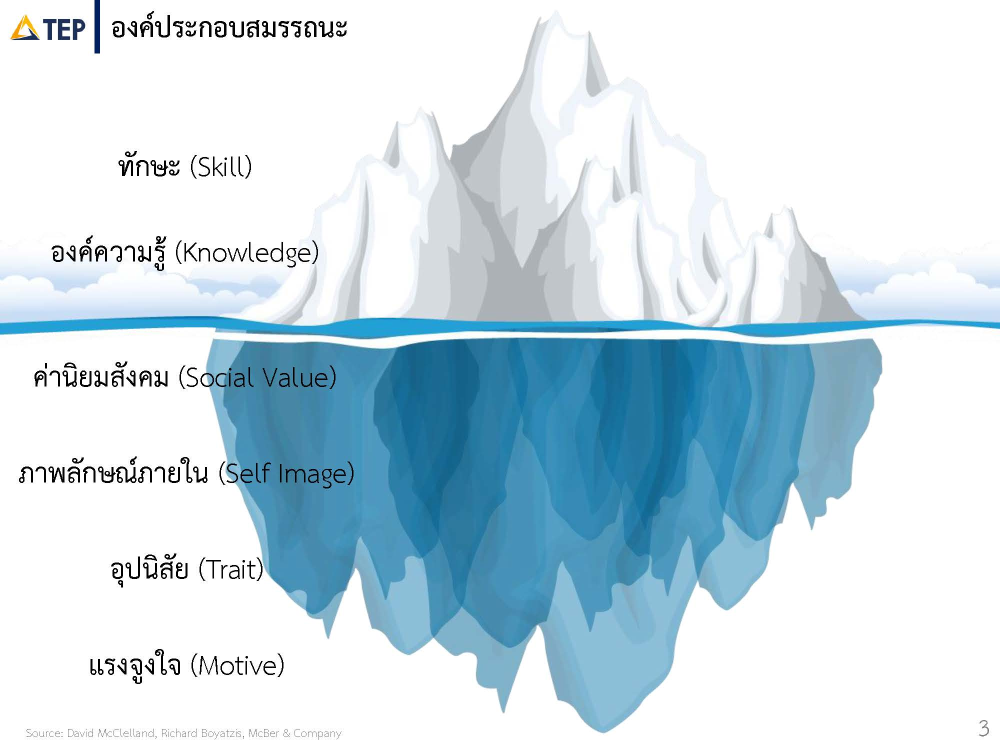 TEP
องค์ประกอบสมรรถนะ
ทักษะ (Skill)
องค์ความรู้ (Knowledge)
ค่านิยมสังคม (Social Value)
ภาพลักษณ์ภายใน (Self Image)
อุปนิสัย (Trait)
แรงจูงใจ (Motive)
Source: David McClelland, Richard Boyatzis, McBer & Company
3